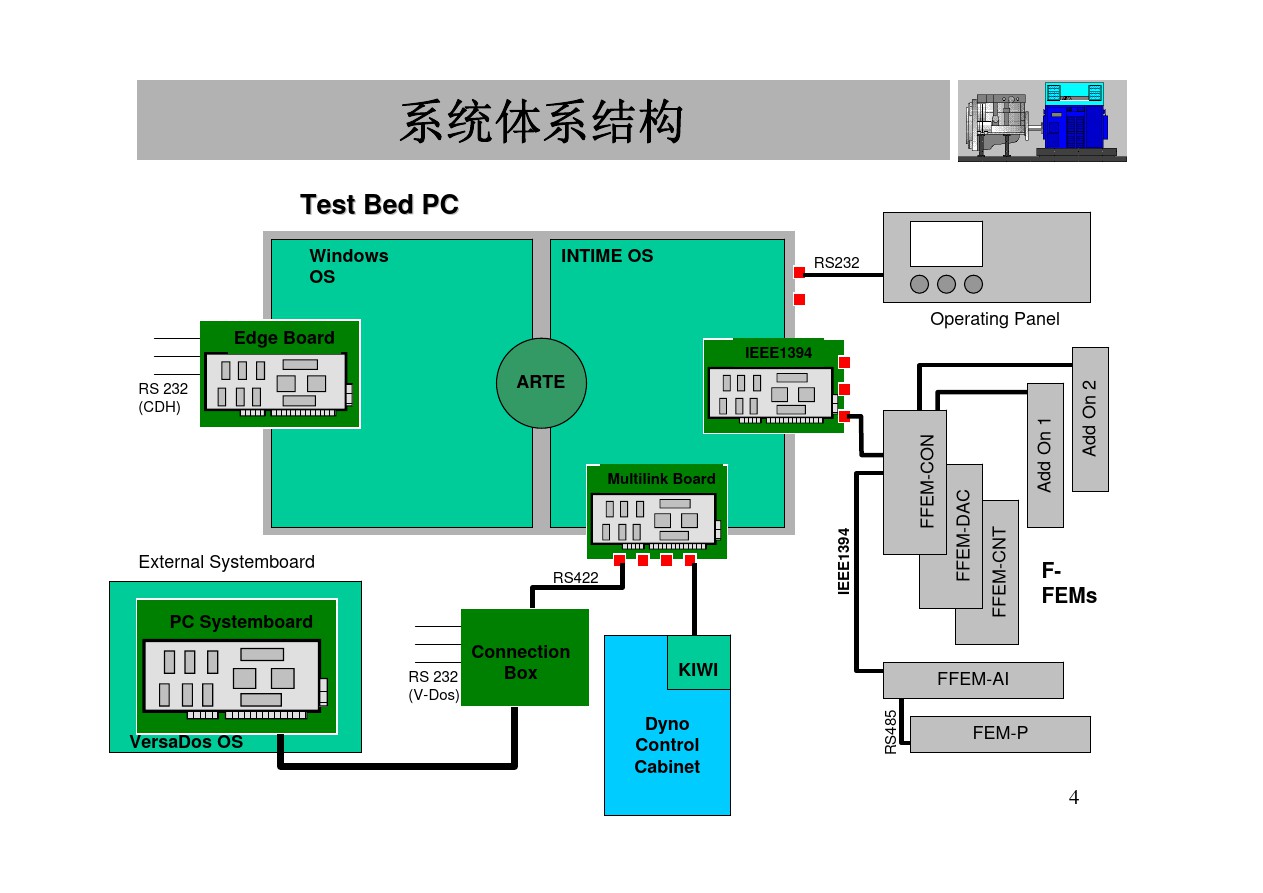 系统体系结构
Test Bed PC
Windows
OS
INTIME OS
RS232
Operating Panel
Edge Board
RS 232
(CDH)
ARTE
IEEE1394
Add On 2
Add On 1
FFEM-CON
FFEM-DAC
FFEM-CNT
F-
FEMs
IEEE1394
Multilink Board
RS422
External Systemboard
PC Systemboard
VersaDos OS
Connection
Box
RS 232
(V-Dos)
KIWI
Dyno
Control
Cabinet
FFEM-AI
RS485
FEM-P
4